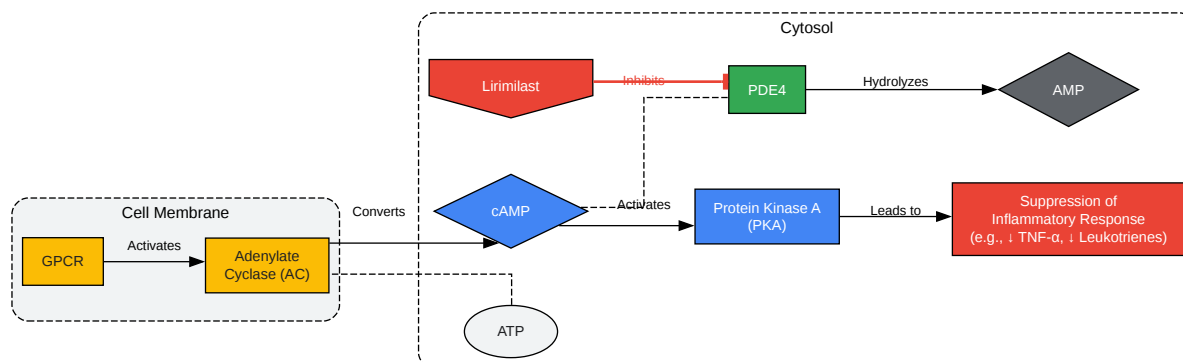 Cytosol
Lirimilast
Inhibits
PDE4
Hydrolyzes
AMP
Cell Membrane
GPCR
Activates
Adenylate
Cyclase (AC)
Converts
cAMP
Activates
Protein Kinase A
(PKA)
Leads to
Suppression of
Inflammatory Response
(e.g., ↓ TNF-α, ↓ Leukotrienes)
ATP